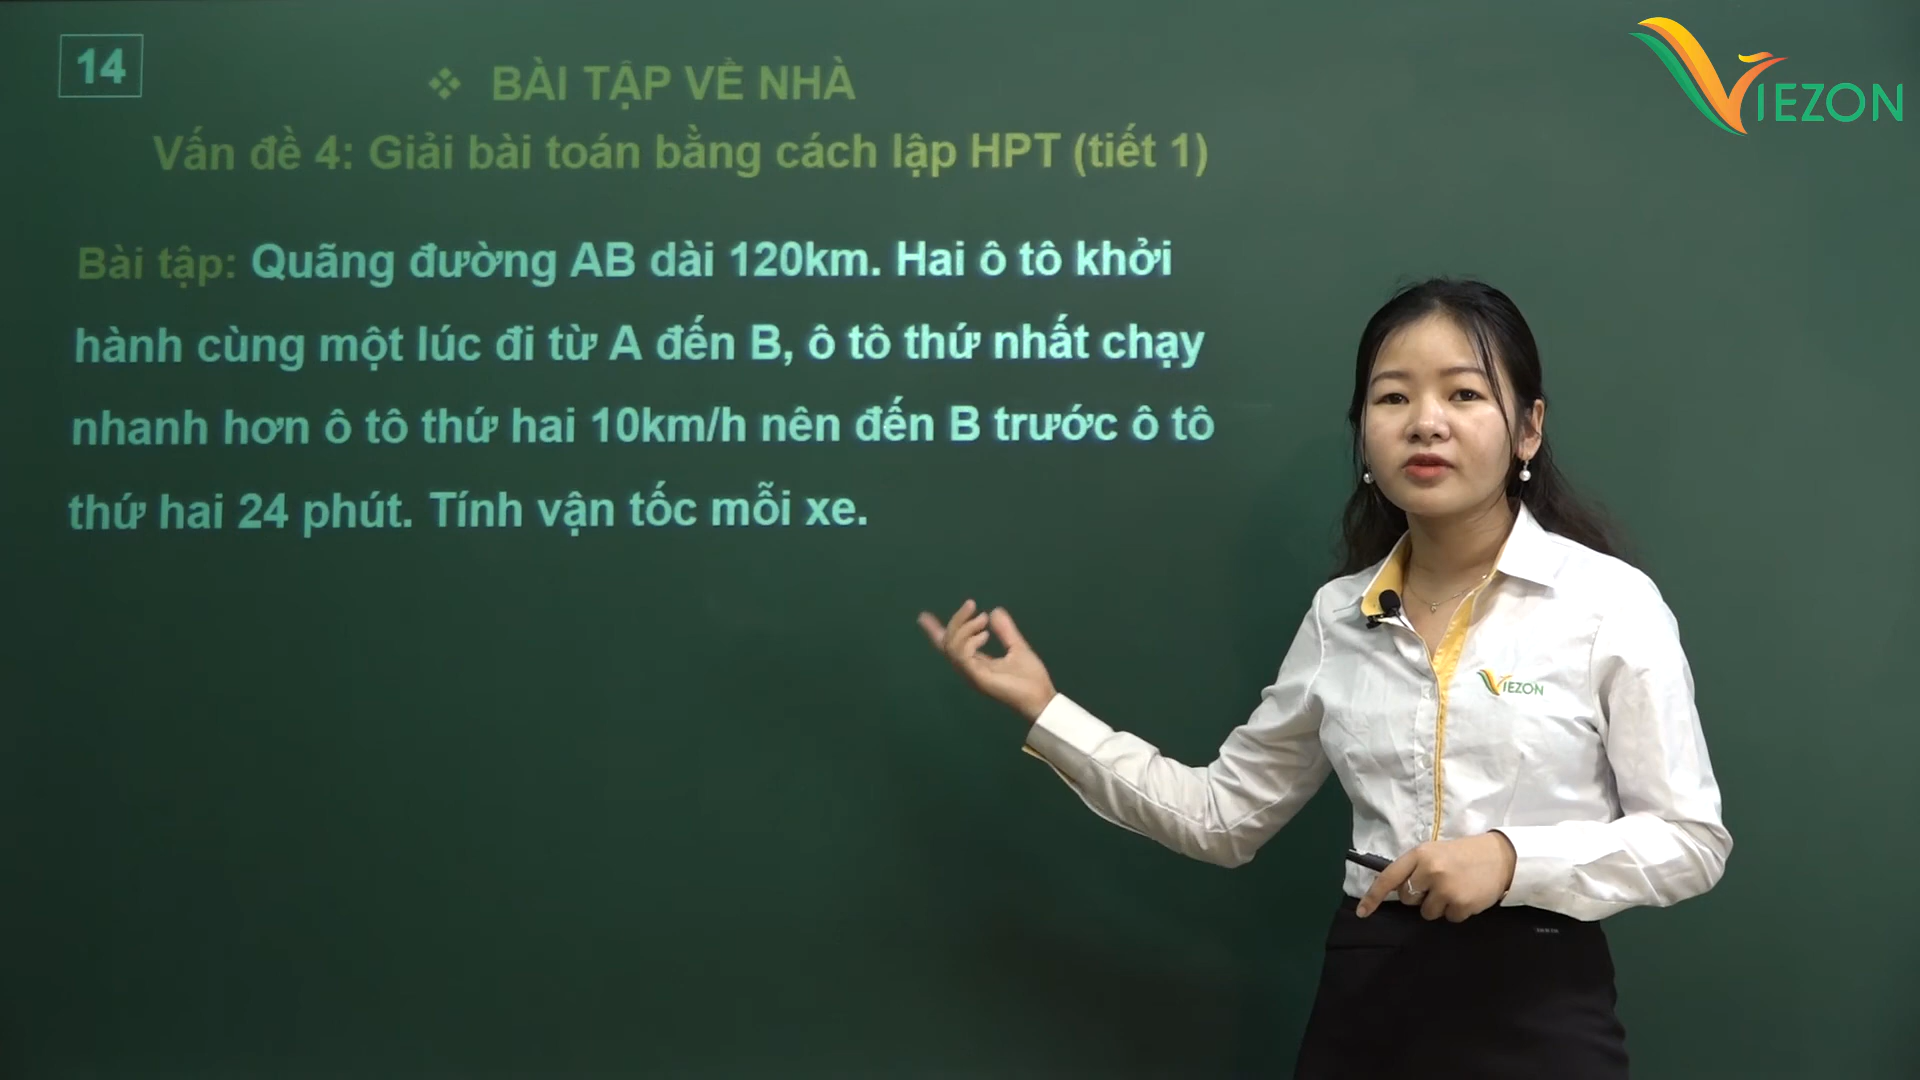 14
❖ BÀI TẬP VỀ NHÀ
Vấn đề 4: Giải bài toán bằng cách lập HPT (tiết 1)
Bài tập: Quãng đường AB dài 120km. Hai ô tô khởi
hành cùng một lúc đi từ A đến B, ô tô thứ nhất chạy
nhanh hơn ô tô thứ hai 10km/h nên đến B trước ô tô
thứ hai 24 phút. Tính vận tốc mỗi xe.
VIEZON
VIEZON